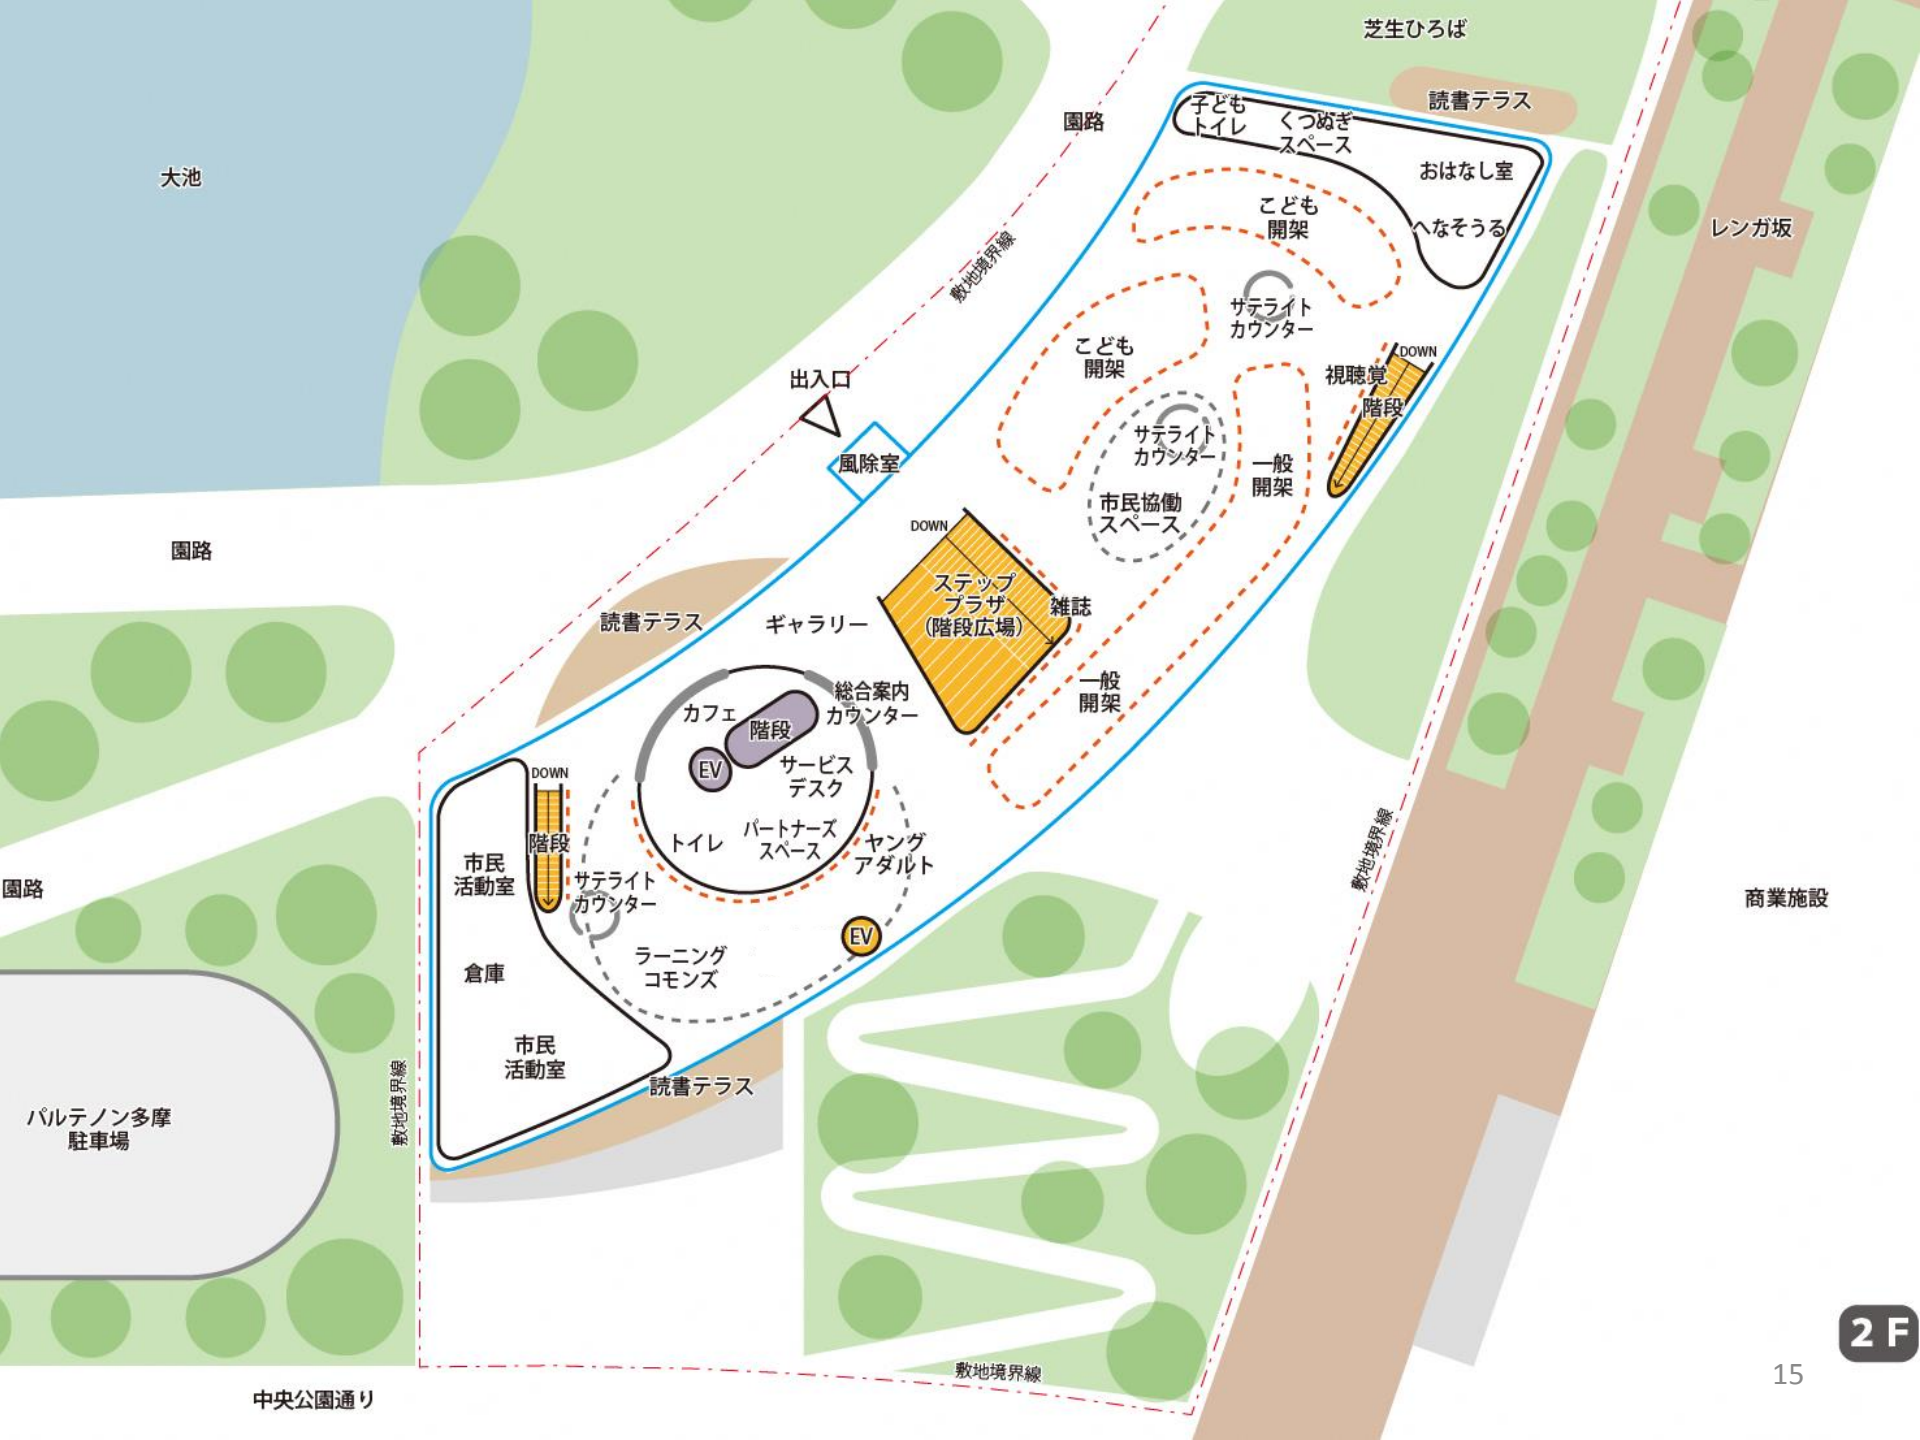 芝生ひろば
読書テラス
子ども
トイレ
くつぬぎ
スペース
園路
おはなし室
大池
こども
開架
へなそうる
レンガ坂
敷地境界線
サテライト
カウンター
こども
開架
DOWN
視聴覚
階段
出入口
サテライト
カウンター
風除室
一般
開架
市民協働
スペース
DOWN
園路
ステップ
プラザ
(階段広場)
雑誌
読書テラス
ギャラリー
一般
開架
総合案内
カウンター
カフェ
階段
EV
サービス
デスク
DOWN
階段
トイレ
パートナーズ
スペース
ヤング
アダルト
市民
活動室
サテライト
カウンター
園路
敷地境界線
商業施設
EV
ラーニング
コモンズ
倉庫
市民
活動室
読書テラス
敷地境界線
パルテノン多摩
駐車場
2 F
敷地境界線
15
中央公園通り